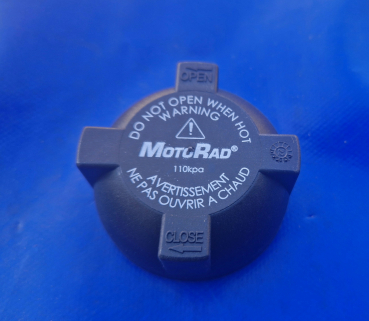 OPEN
DO NOT OPEN WHEN HOT
WARNING
MOTORAD®
110kpa
AVERTISSEMENT
NE PAS OUVRIR A CHAUD
CLOSE